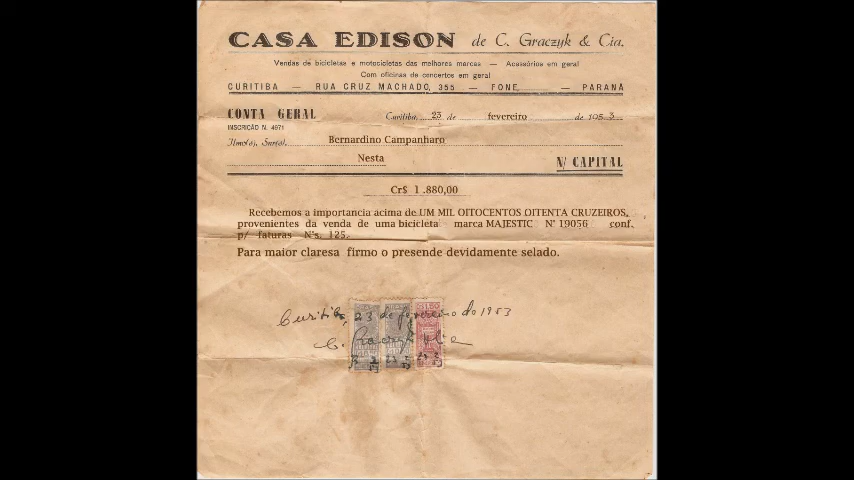 CASA EDISON de C. Graczyk & Cia.
Vendas de bicicletas e motocicletas das melhores marcas — Acessórios em geral
Com oficinas de concertos em geral
CURITIBA — RUA CRUZ MACHADO, 355 — FONE, — PARANÁ
CONTA GERAL Curitiba, 23 de fevereiro de 1953
INSCRIÇÃO N. 4971
Ilmo(s). Snr(s). Bernardino Campanharo
Nesta N/ CAPITAL
Cr$ 1.880,00
Recebemos a importancia acima de UM MIL OITOCENTOS OITENTA CRUZEIROS,
provenientes da venda de uma bicicleta marca MAJESTIC Nº 19056 conf.
p/ faturas Nºs. 125.
Para maior claresa firmo o presende devidamente selado.
Curitiba, 23 de fevereiro de 1953
C. Graczyk & Cia